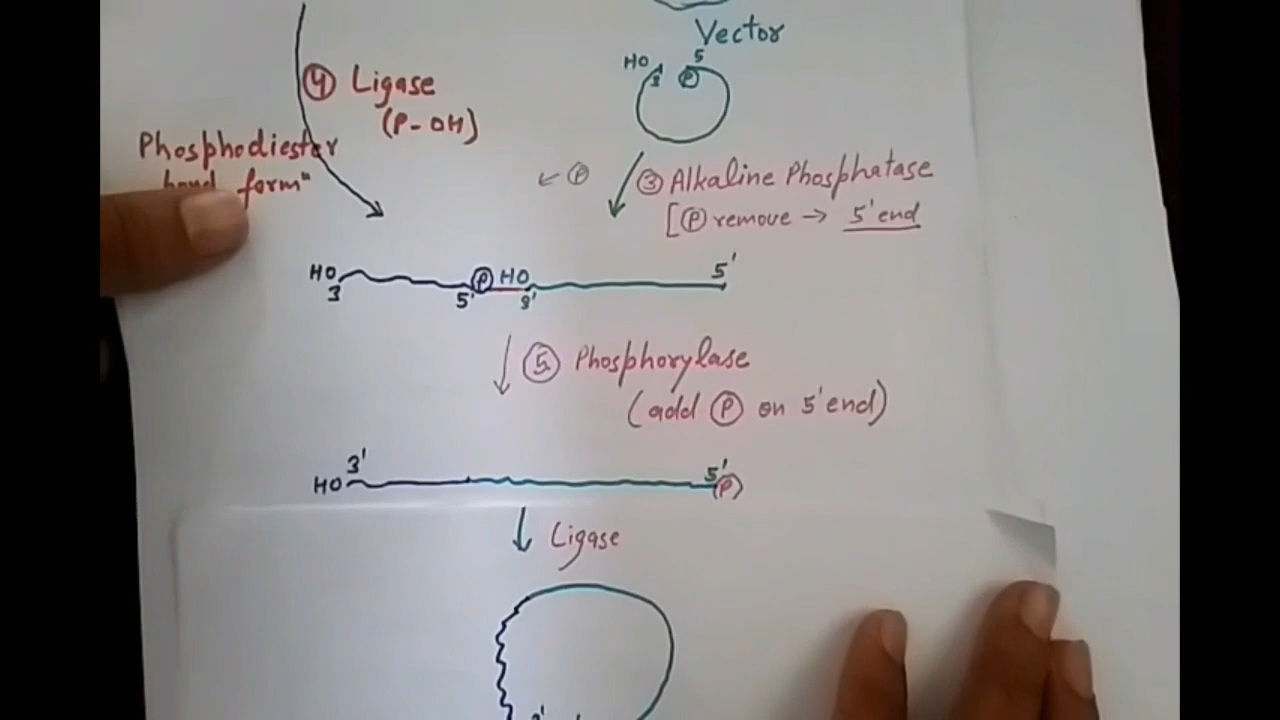 Vector
HO 3 5 P
4 Ligase
(P-OH)
Phosphodiester
form"
← P
3 Alkaline Phosphatase
[P remove → 5'end
HO 3 5' P HO 3' 5'
5 Phosphorylase
(add P on 5'end)
HO 3' 5' P
Ligase